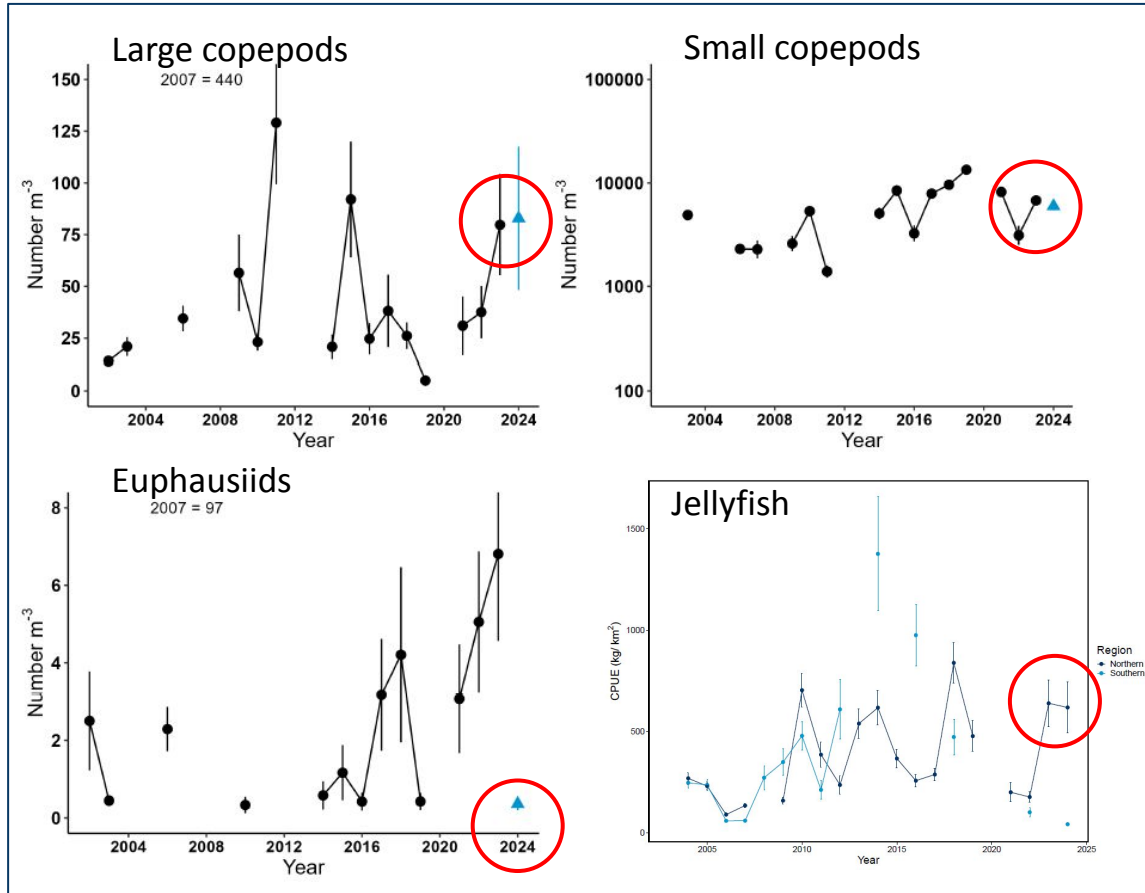 Large copepods
2007 = 440
150
125
100
75
50
25
0
Number m⁻³
2004 2008 2012 2016 2020 2024
Year
Small copepods
100000
10000
1000
100
Number m⁻³
2004 2008 2012 2016 2020 2024
Year
Euphausiids
2007 = 97
8
6
4
2
0
Number m⁻³
2004 2008 2012 2016 2020 2024
Year
Jellyfish
1500
1000
500
0
CPUE (kg/ km²)
2005 2010 2015 2020 2025
Year
Region
Northern
Southern